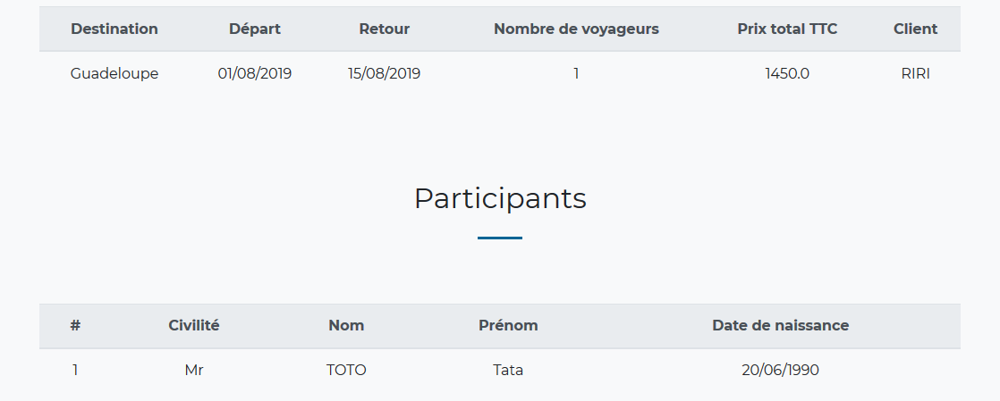 Destination Départ Retour Nombre de voyageurs Prix total TTC Client
Guadeloupe 01/08/2019 15/08/2019 1 1450.0 RIRI
Participants
# Civilité Nom Prénom Date de naissance
1 Mr TOTO Tata 20/06/1990